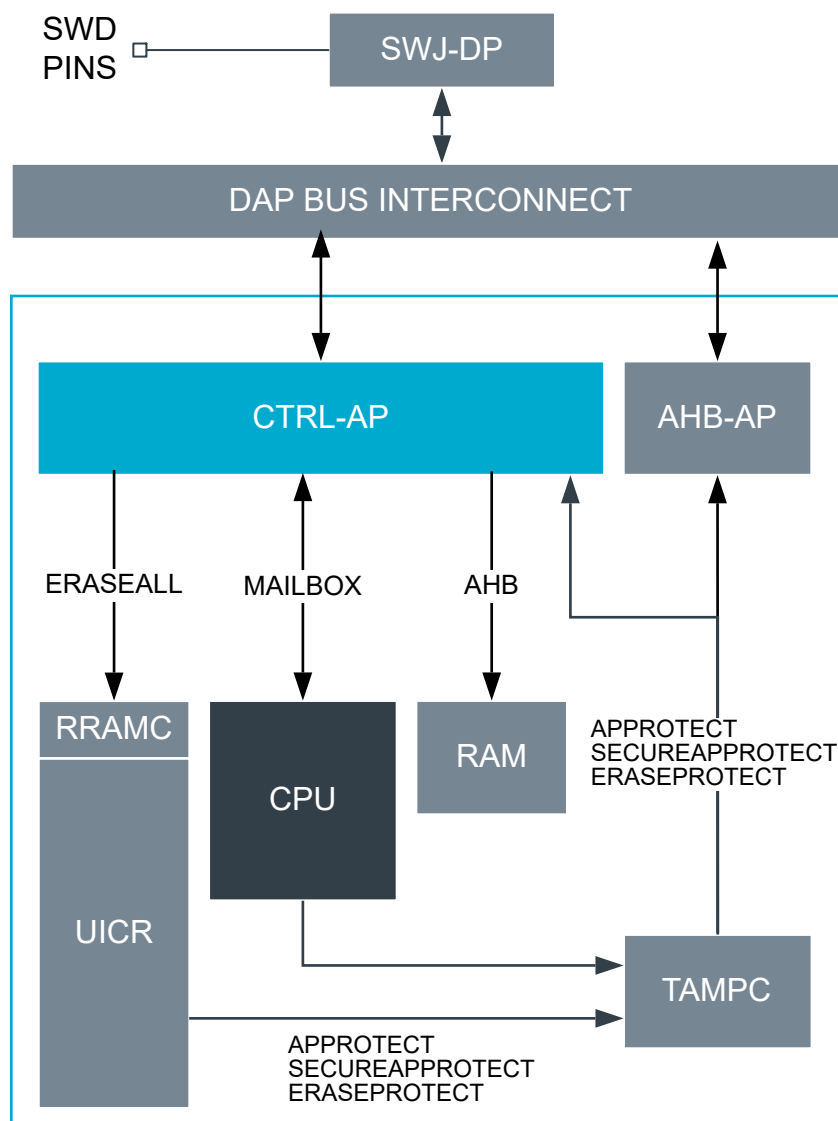 SWD
PINS
SWJ-DP
DAP BUS INTERCONNECT
CTRL-AP
AHB-AP
ERASEALL
MAILBOX
AHB
RRAMC
CPU
RAM
APPROTECT
SECUREAPPROTECT
ERASEPROTECT
UICR
TAMPC
APPROTECT
SECUREAPPROTECT
ERASEPROTECT